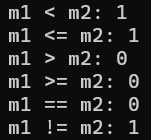 m1 < m2: 1
m1 <= m2: 1
m1 > m2: 0
m1 >= m2: 0
m1 == m2: 0
m1 != m2: 1